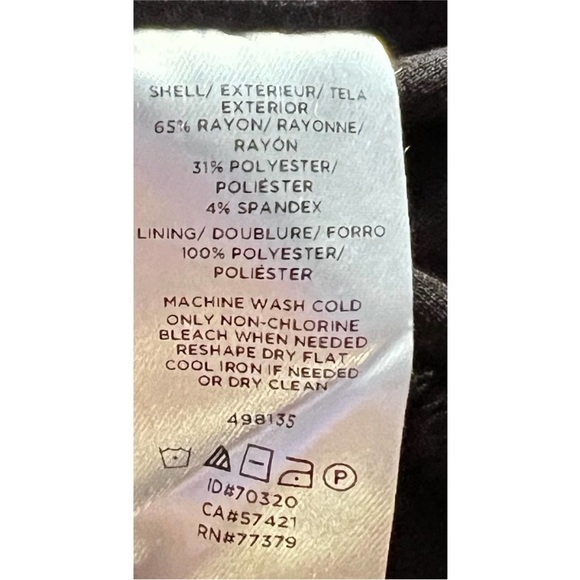 SHELL/ EXTÉRIEUR/ TELA
EXTERIOR
65% RAYON/ RAYONNE/
RAYÓN
31% POLYESTER/
POLIÉSTER
4% SPANDEX
LINING/ DOUBLURE/ FORRO
100% POLYESTER/
POLIÉSTER
MACHINE WASH COLD
ONLY NON-CHLORINE
BLEACH WHEN NEEDED
RESHAPE DRY FLAT
COOL IRON IF NEEDED
OR DRY CLEAN
498135
P
ID#70320
CA#57421
RN#77379